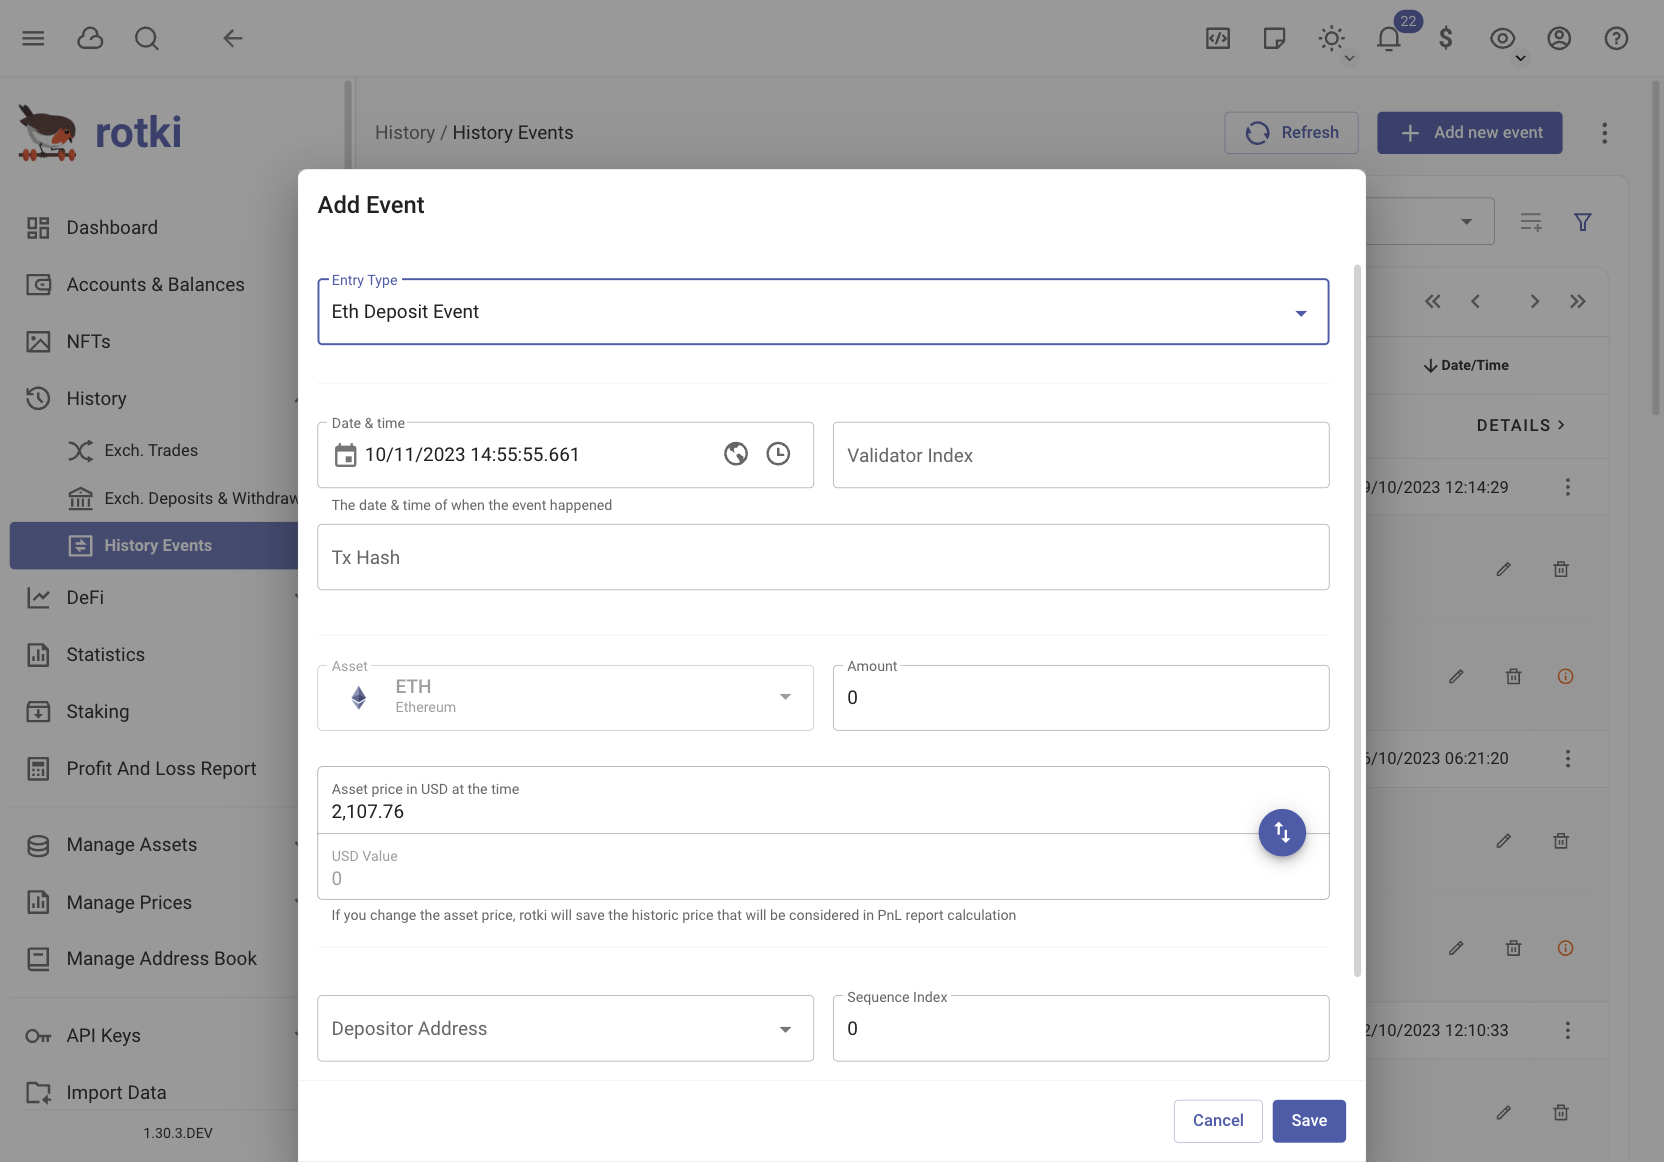 22
rotki
History / History Events
Refresh
Add new event
Dashboard
Accounts & Balances
NFTs
History
Exch. Trades
Exch. Deposits & Withdraw
History Events
DeFi
Statistics
Staking
Profit And Loss Report
Manage Assets
Manage Prices
Manage Address Book
API Keys
Import Data
1.30.3.DEV
Add Event
Entry Type
Eth Deposit Event
Date & time
10/11/2023 14:55:55.661
The date & time of when the event happened
Validator Index
Tx Hash
Asset
ETH
Ethereum
Amount
0
Asset price in USD at the time
2,107.76
USD Value
0
If you change the asset price, rotki will save the historic price that will be considered in PnL report calculation
Depositor Address
Sequence Index
0
Cancel
Save
Date/Time
DETAILS
9/10/2023 12:14:29
/10/2023 06:21:20
2/10/2023 12:10:33